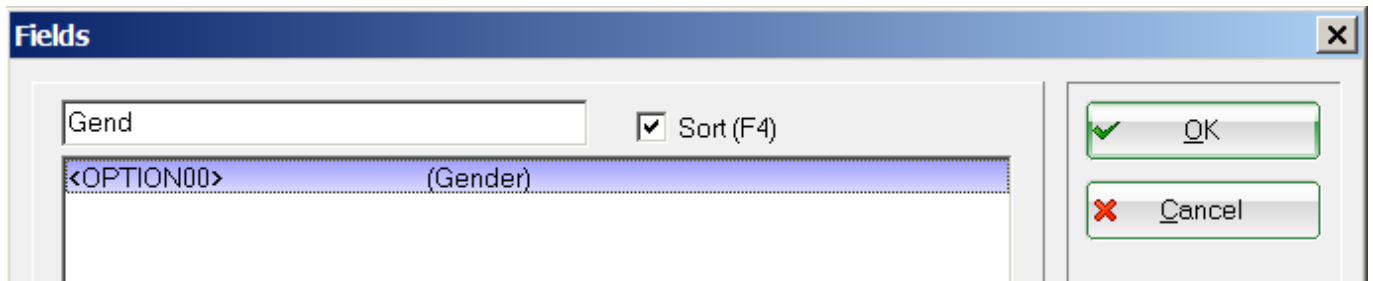 Fields
Gend
Sort (F4)
<OPTION00> (Gender)
OK
Cancel